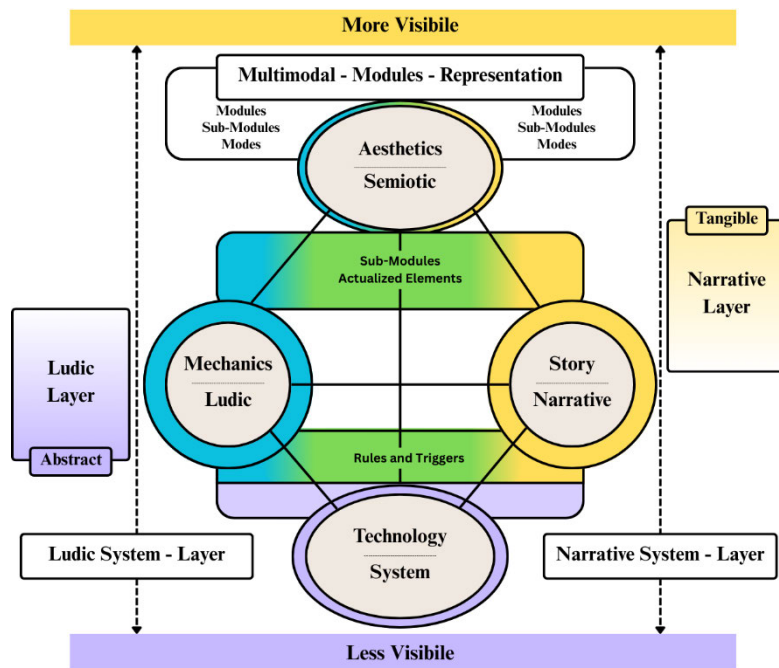 More Visibile
Multimodal - Modules - Representation
Modules
Sub-Modules
Modes
Modules
Sub-Modules
Modes
Aesthetics
Semiotic
Tangible
Narrative
Layer
Sub-Modules
Actualized Elements
Ludic
Layer
Abstract
Mechanics
Ludic
Story
Narrative
Rules and Triggers
Technology
System
Ludic System - Layer
Narrative System - Layer
Less Visibile